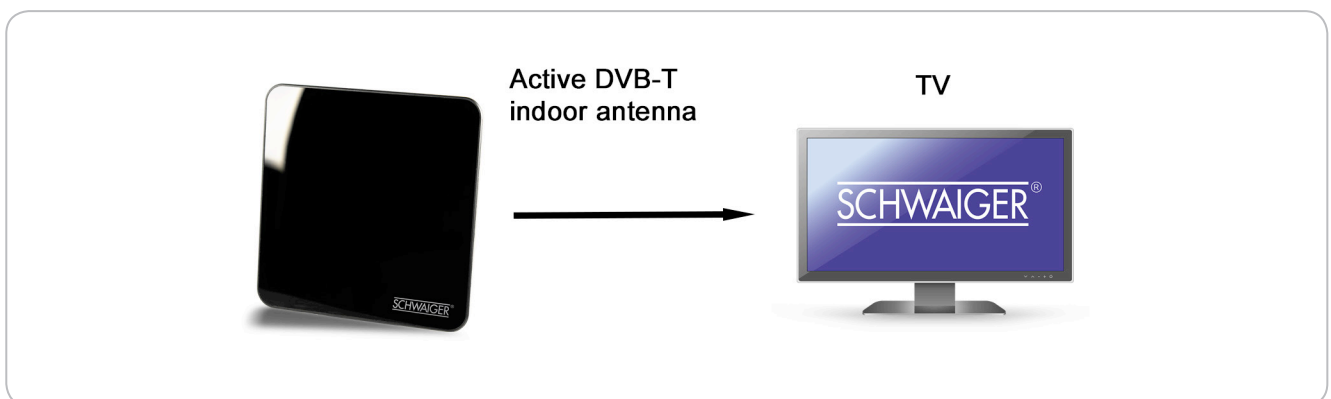 Active DVB-T
indoor antenna
TV
SCHWAIGER®
SCHWAIGER®